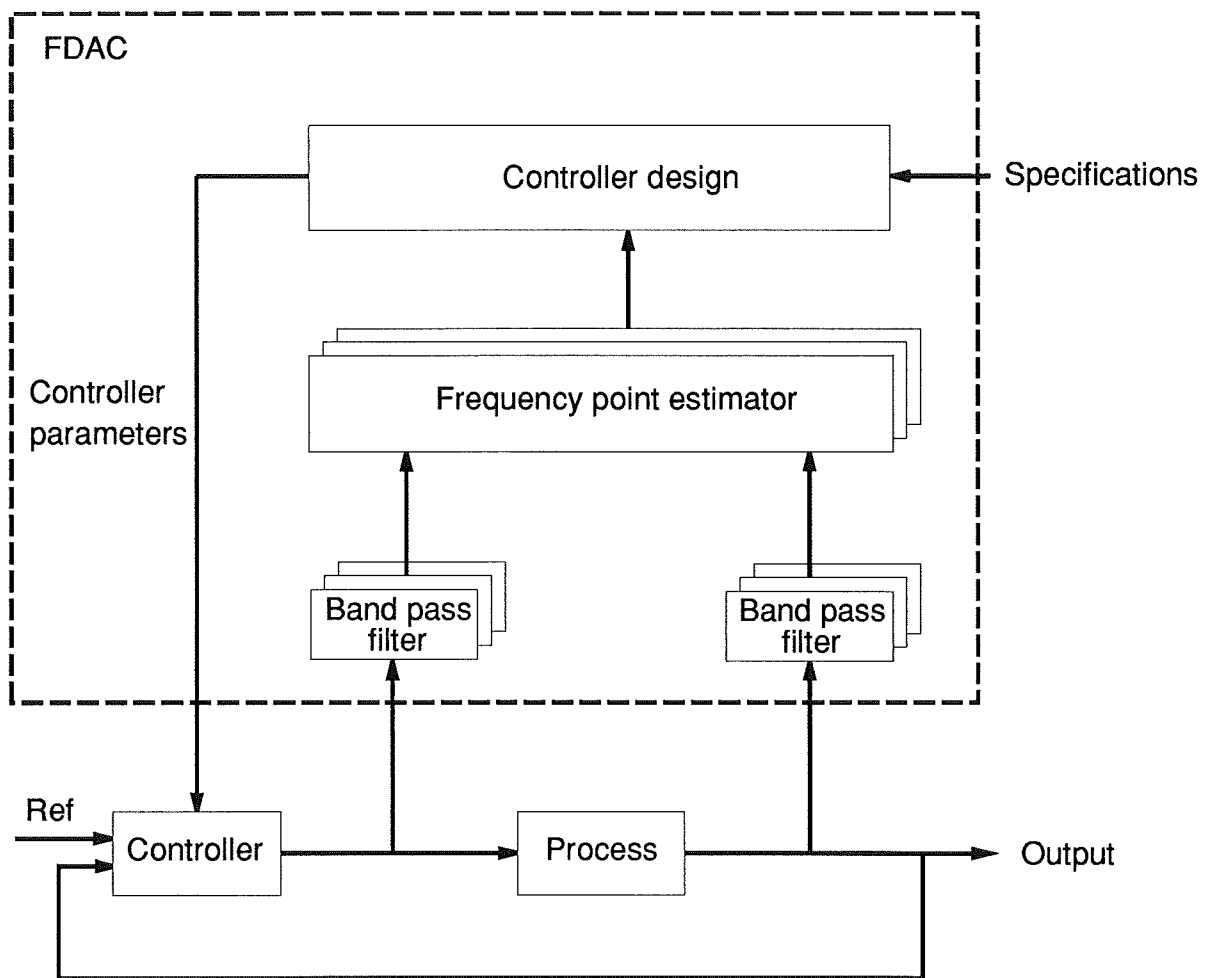 FDAC
Controller design
Specifications
Frequency point estimator
Controller
parameters
Band pass
filter
Band pass
filter
Ref
Controller
Process
Output